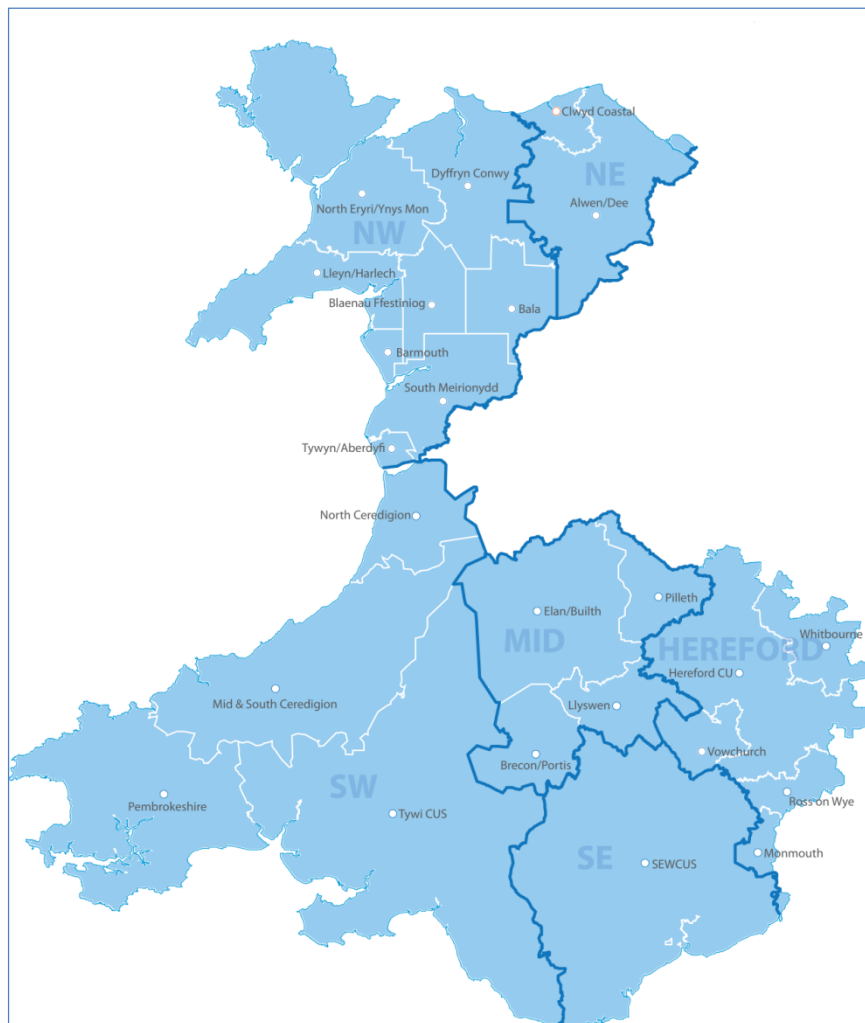 Clwyd Coastal
Dyffryn Conwy
NE
North Eryri/Ynys Mon
Alwen/Dee
NW
Lleyn/Harlech
Blaenau Ffestiniog
Bala
Barmouth
South Meirionydd
Tywyn/Aberdyfi
North Ceredigion
Elan/Builth
Pilleth
MID
HEREFORD
Whitbourne
Hereford CU
Mid & South Ceredigion
Llyswen
Vowchurch
Brecon/Portis
SW
Pembrokeshire
Ross on Wye
Tywi CUS
SE
SEWCUS
Monmouth